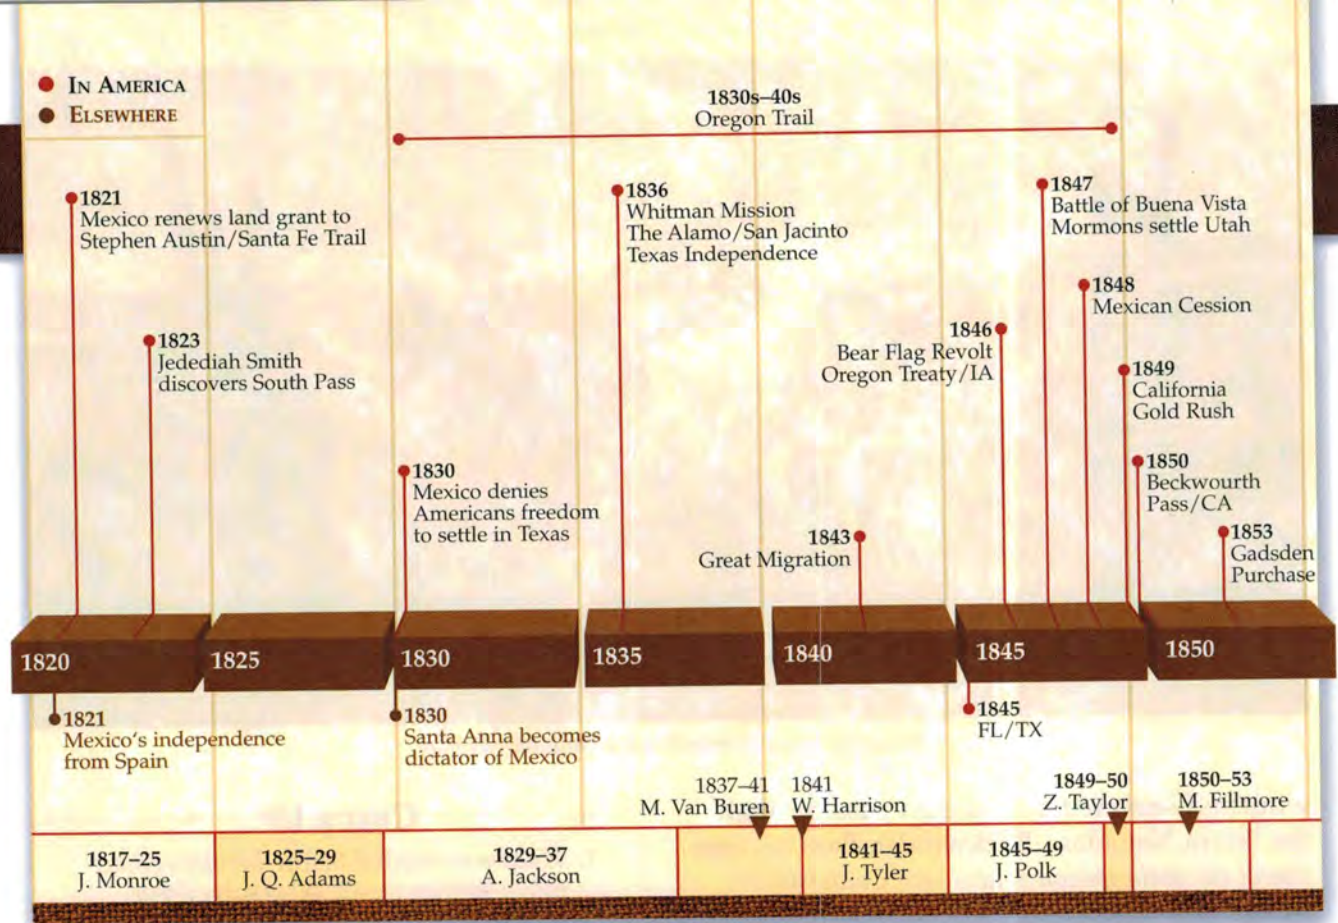 IN AMERICA
ELSEWHERE
1830s–40s
Oregon Trail
1821
Mexico renews land grant to
Stephen Austin/Santa Fe Trail
1836
Whitman Mission
The Alamo/San Jacinto
Texas Independence
1847
Battle of Buena Vista
Mormons settle Utah
1823
Jedediah Smith
discovers South Pass
1848
Mexican Cession
1846
Bear Flag Revolt
Oregon Treaty/IA
1849
California
Gold Rush
1830
Mexico denies
Americans freedom
to settle in Texas
1850
Beckwourth
Pass/CA
1843
Great Migration
1853
Gadsden
Purchase
1820
1825
1830
1835
1840
1845
1850
1821
Mexico's independence
from Spain
1830
Santa Anna becomes
dictator of Mexico
1845
FL/TX
1837–41
M. Van Buren
1841
W. Harrison
1849–50
Z. Taylor
1850–53
M. Fillmore
1817–25
J. Monroe
1825–29
J. Q. Adams
1829–37
A. Jackson
1841–45
J. Tyler
1845–49
J. Polk